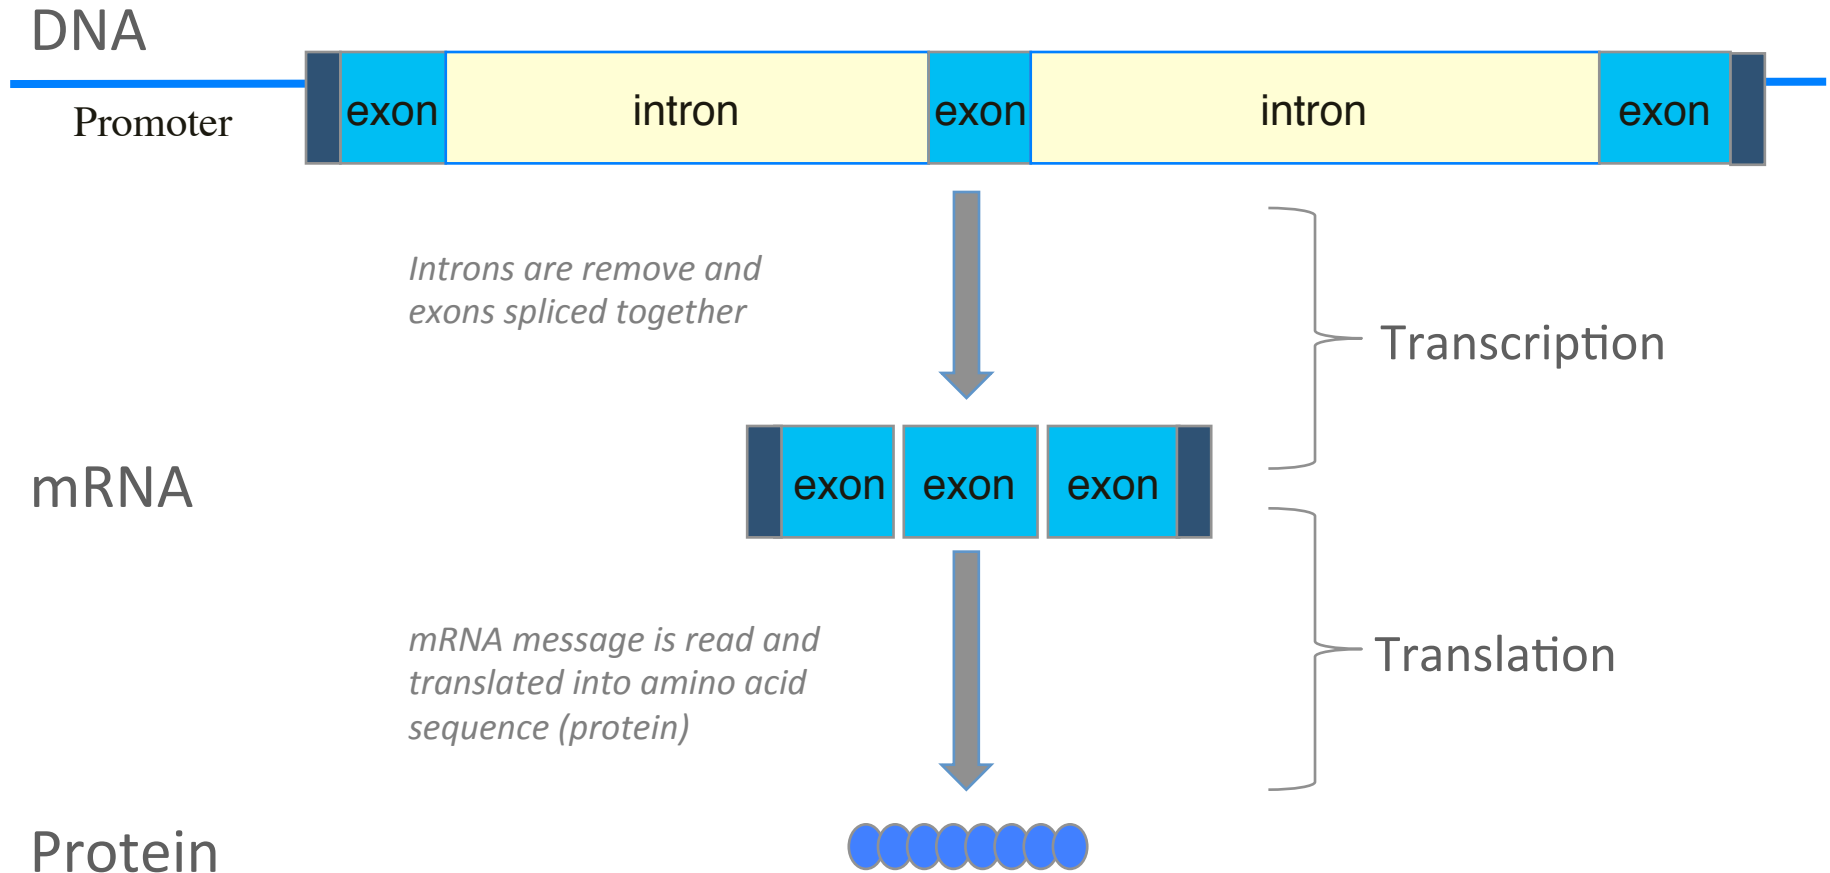 DNA
Promoter
exon
intron
exon
intron
exon
Introns are remove and
exons spliced together
Transcription
mRNA
exon
exon
exon
mRNA message is read and
translated into amino acid
sequence (protein)
Translation
Protein